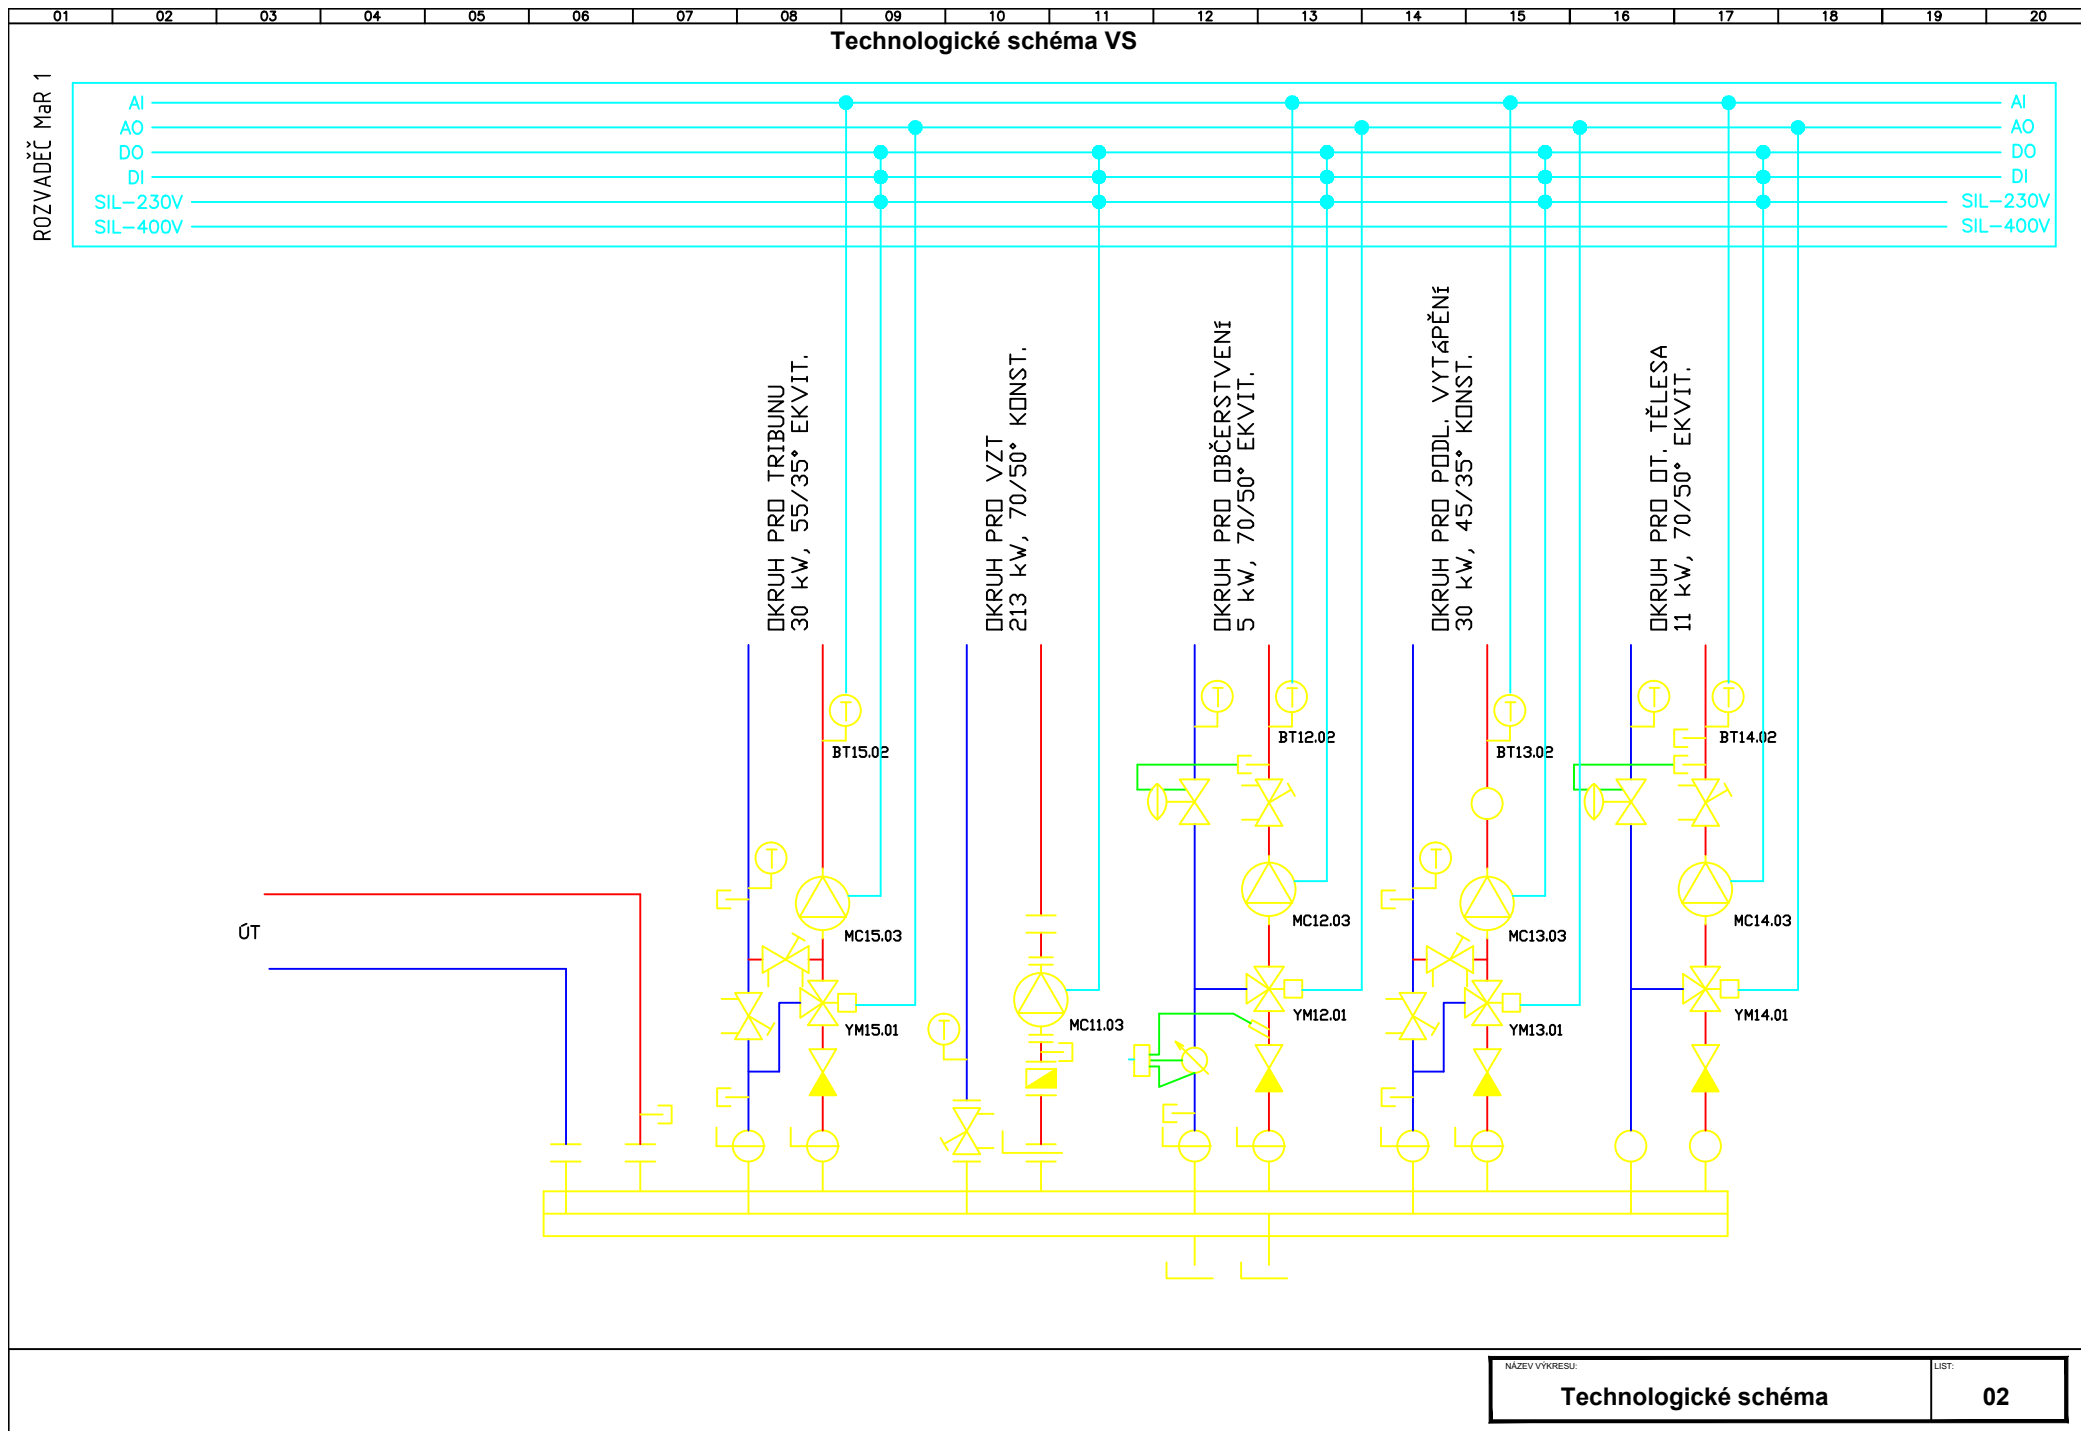 01 02 03 04 05 06 07 08 09 10 11 12 13 14 15 16 17 18 19 20
Technologické schéma VS
ROZVADĚČ MaR 1
AI AI
AO AO
DO DO
DI DI
SIL-230V SIL-230V
SIL-400V SIL-400V
OKRUH PRO TRIBUNU
30 kW, 55/35° EKVIT.
OKRUH PRO VZT
213 kW, 70/50° KONST.
OKRUH PRO OBČERSTVENÍ
5 kW, 70/50° EKVIT.
OKRUH PRO PODL. VYTÁPĚNÍ
30 kW, 45/35° KONST.
OKRUH PRO OT. TĚLESA
11 kW, 70/50° EKVIT.
T T T T T T
BT15.02 BT12.02 BT13.02 BT14.02
T T
MC15.03 MC12.03 MC13.03 MC14.03
ÚT
T
MC11.03
YM15.01 YM12.01 YM13.01 YM14.01
NÁZEV VÝKRESU: LIST:
Technologické schéma 02